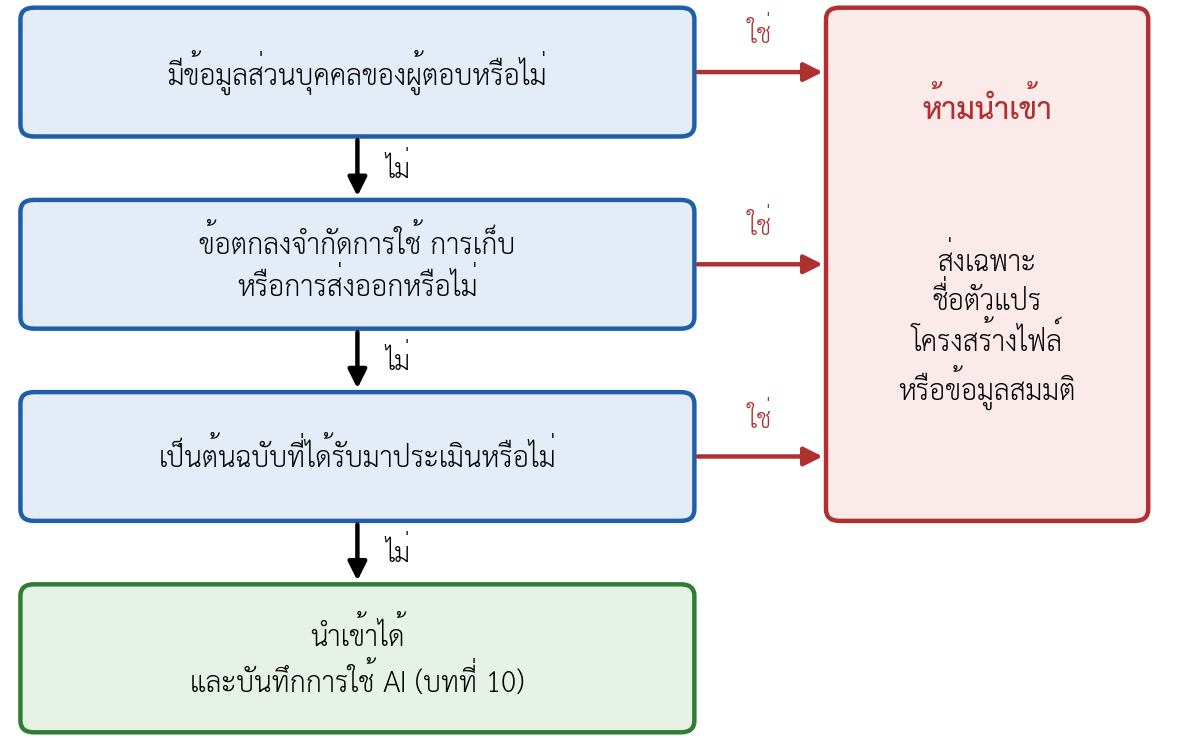 มีข้อมูลส่วนบุคคลของผู้ตอบหรือไม่
ใช่
ห้ามนำเข้า
ไม่
ข้อตกลงจำกัดการใช้ การเก็บ
หรือการส่งออกหรือไม่
ใช่
ส่งเฉพาะ
ชื่อตัวแปร
โครงสร้างไฟล์
หรือข้อมูลสมมติ
ไม่
เป็นต้นฉบับที่ได้รับมาประเมินหรือไม่
ใช่
ไม่
นำเข้าได้
และบันทึกการใช้ AI (บทที่ 10)